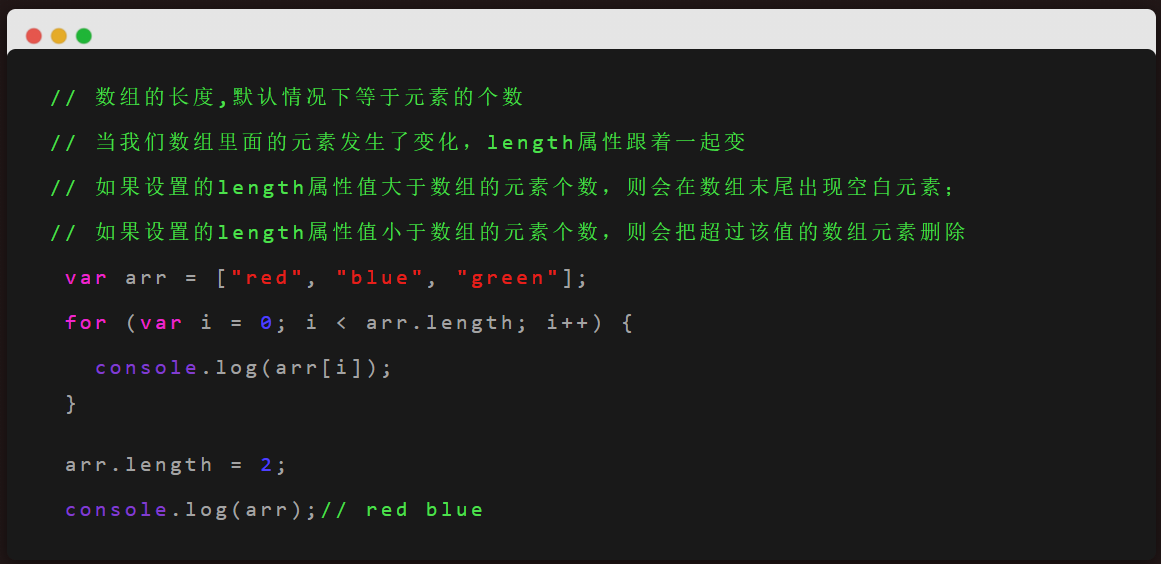 // 数组的长度,默认情况下等于元素的个数
// 当我们数组里面的元素发生了变化，length属性跟着一起变
// 如果设置的length属性值大于数组的元素个数，则会在数组末尾出现空白元素；
// 如果设置的length属性值小于数组的元素个数，则会把超过该值的数组元素删除
var arr = ["red", "blue", "green"];
for (var i = 0; i < arr.length; i++) {
console.log(arr[i]);
}
arr.length = 2;
console.log(arr);// red blue